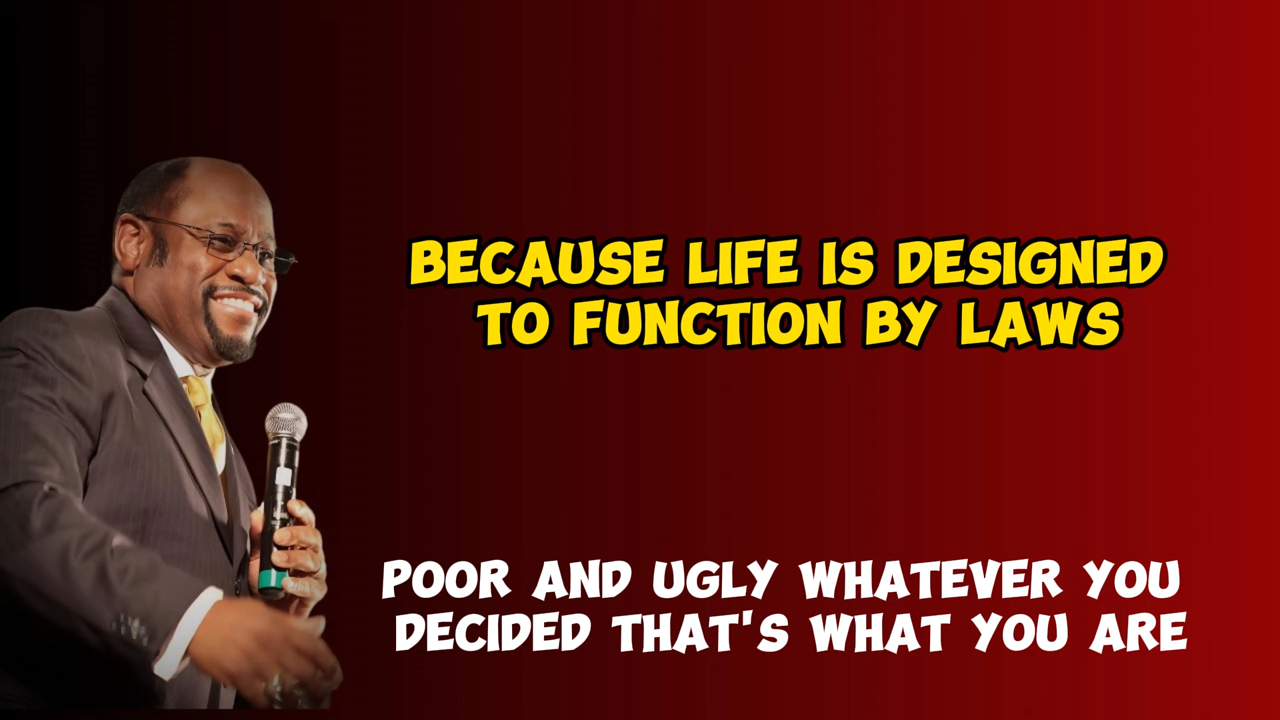 BECAUSE LIFE IS DESIGNED
TO FUNCTION BY LAWS
POOR AND UGLY WHATEVER YOU
DECIDED THAT'S WHAT YOU ARE